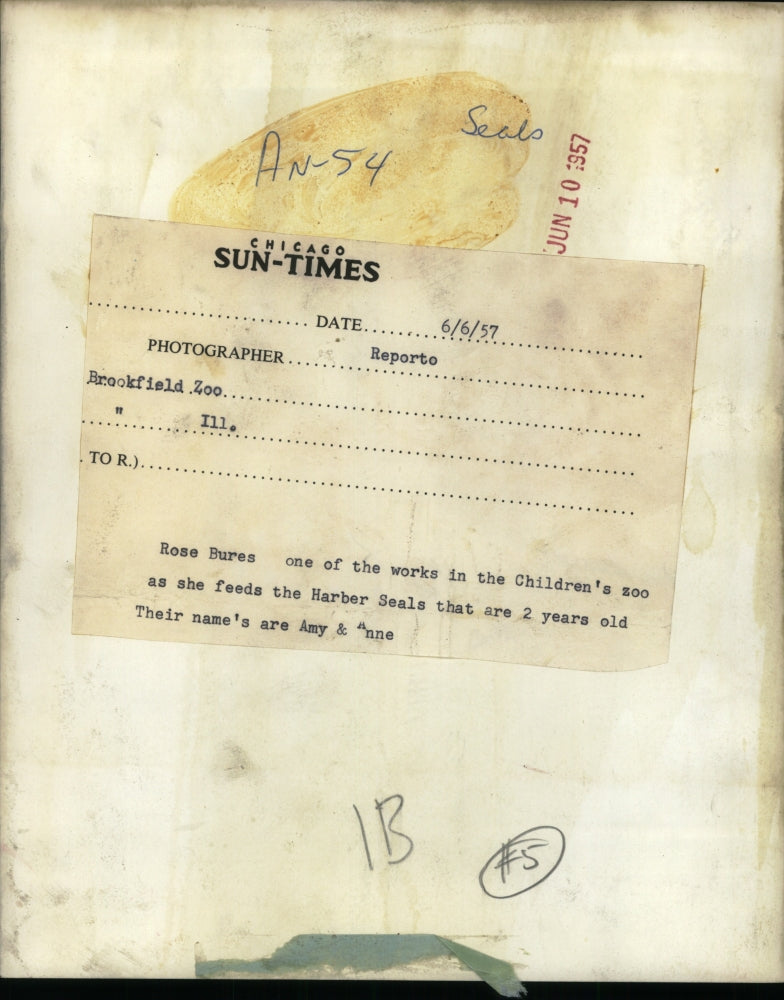 Seals
AN-54
JUN 10 1957
CHICAGO
SUN-TIMES
DATE 6/6/57
PHOTOGRAPHER Reporto
Brookfield Zoo
" Ill.
TO R.)
Rose Bures one of the works in the Children's zoo
as she feeds the Harber Seals that are 2 years old
Their name's are Amy & Anne
1B
#5